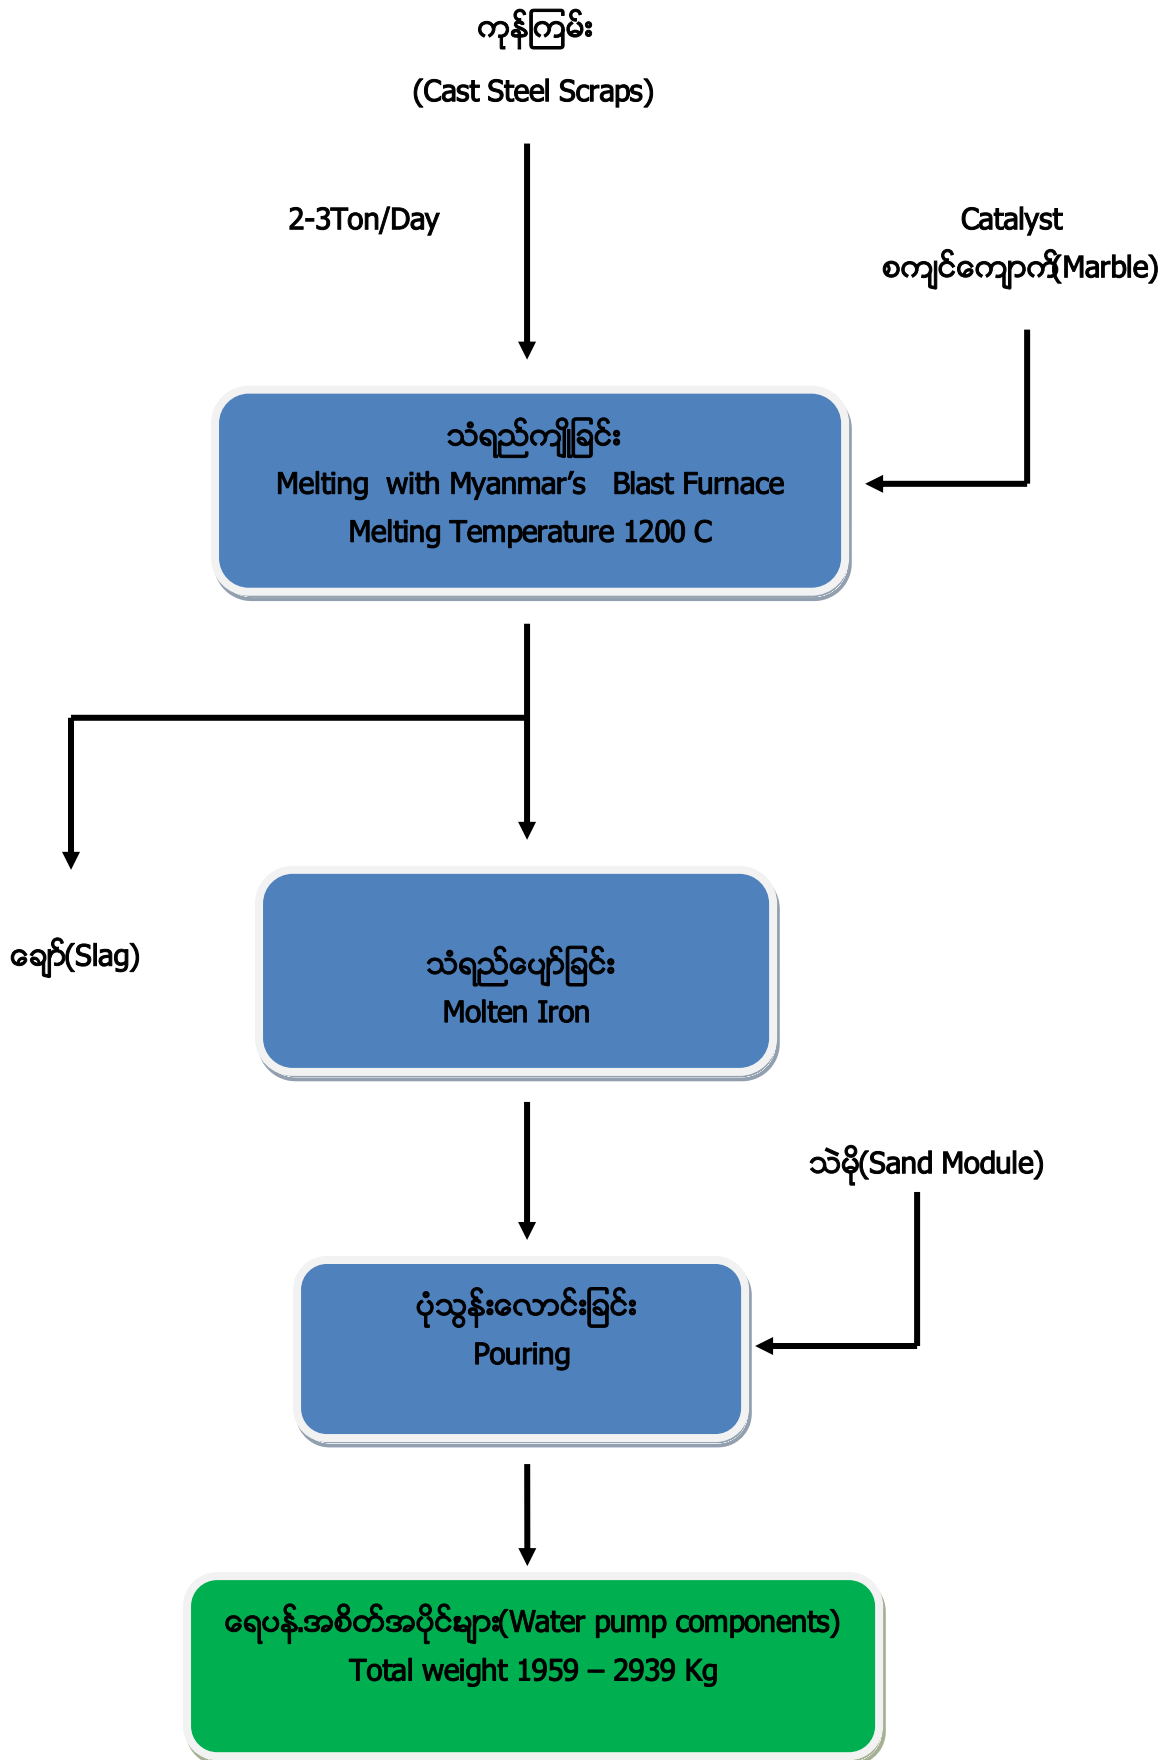 ကုန်ကြမ်း
(Cast Steel Scraps)
2-3Ton/Day
Catalyst
စကျင်ကျောက်(Marble)
သံရည်ကျိုခြင်း
Melting with Myanmar’s Blast Furnace
Melting Temperature 1200 C
ချော်(Slag)
သံရည်ပျော်ခြင်း
Molten Iron
သဲမို(Sand Module)
ပုံသွန်းလောင်းခြင်း
Pouring
ရေပန့်အစိတ်အပိုင်းများ(Water pump components)
Total weight 1959 – 2939 Kg